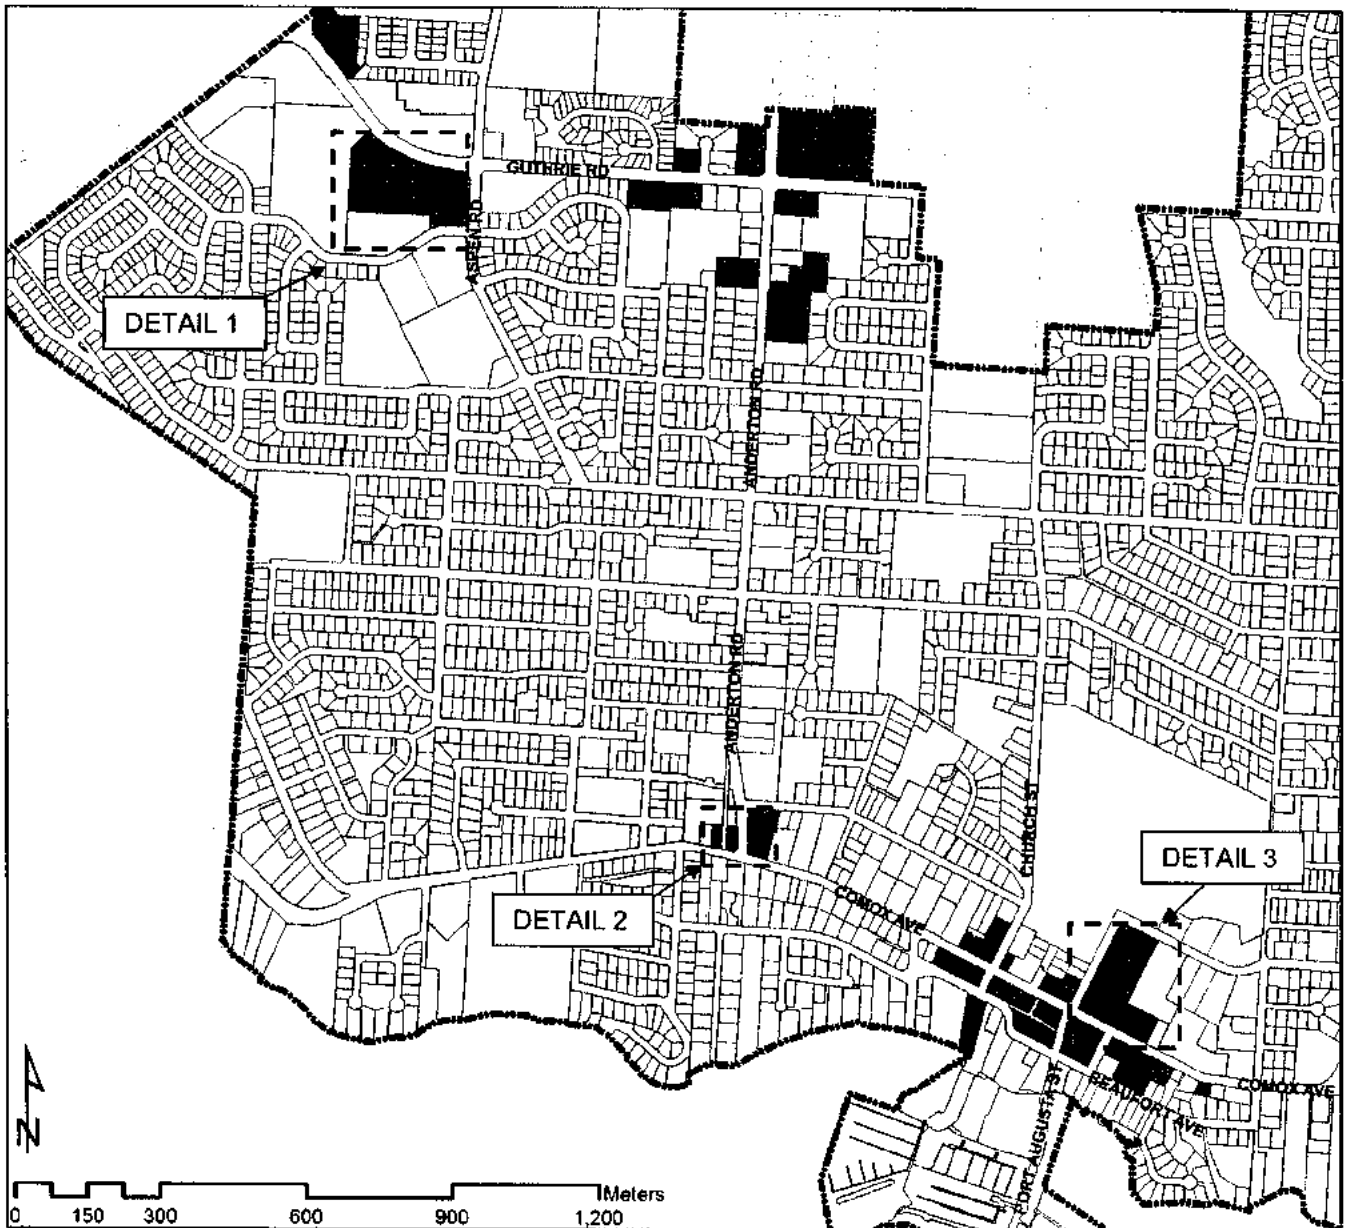 GUTHRIE RD
ASPEN RD
DETAIL 1
ANDERTON RD
ANDERTON RD
CHURCH ST
DETAIL 3
DETAIL 2
COMOX AVE
COMOX AVE
BEAUFORT AVE
PORT AUGUSTA ST
N
Meters
0 150 300 600 900 1,200